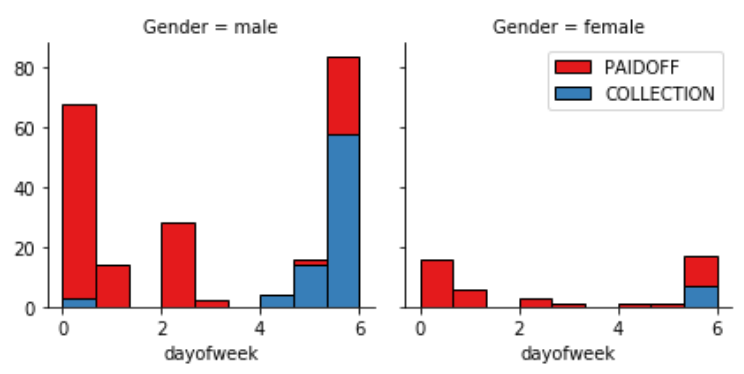 Gender = male
Gender = female
80
60
40
20
0
PAIDOFF
COLLECTION
0 2 4 6
0 2 4 6
dayofweek
dayofweek